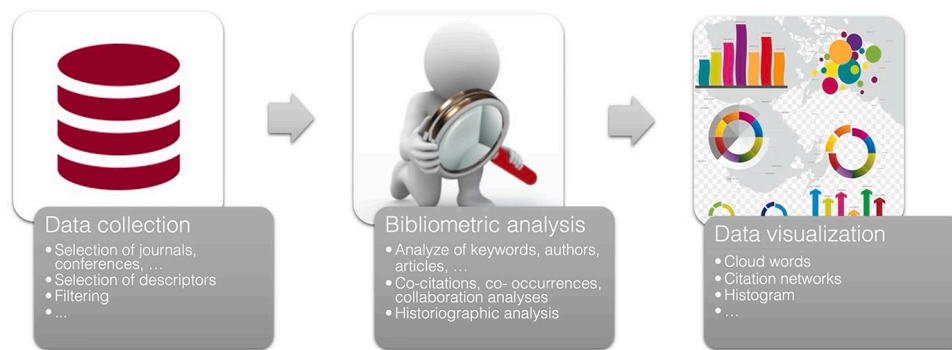 Data collection
• Selection of journals,
conferences, …
• Selection of descriptors
• Filtering
• ...
Bibliometric analysis
• Analyze of keywords, authors,
articles, …
• Co-citations, co- occurrences,
collaboration analyses
• Historiographic analysis
Data visualization
• Cloud words
• Citation networks
• Histogram
• …